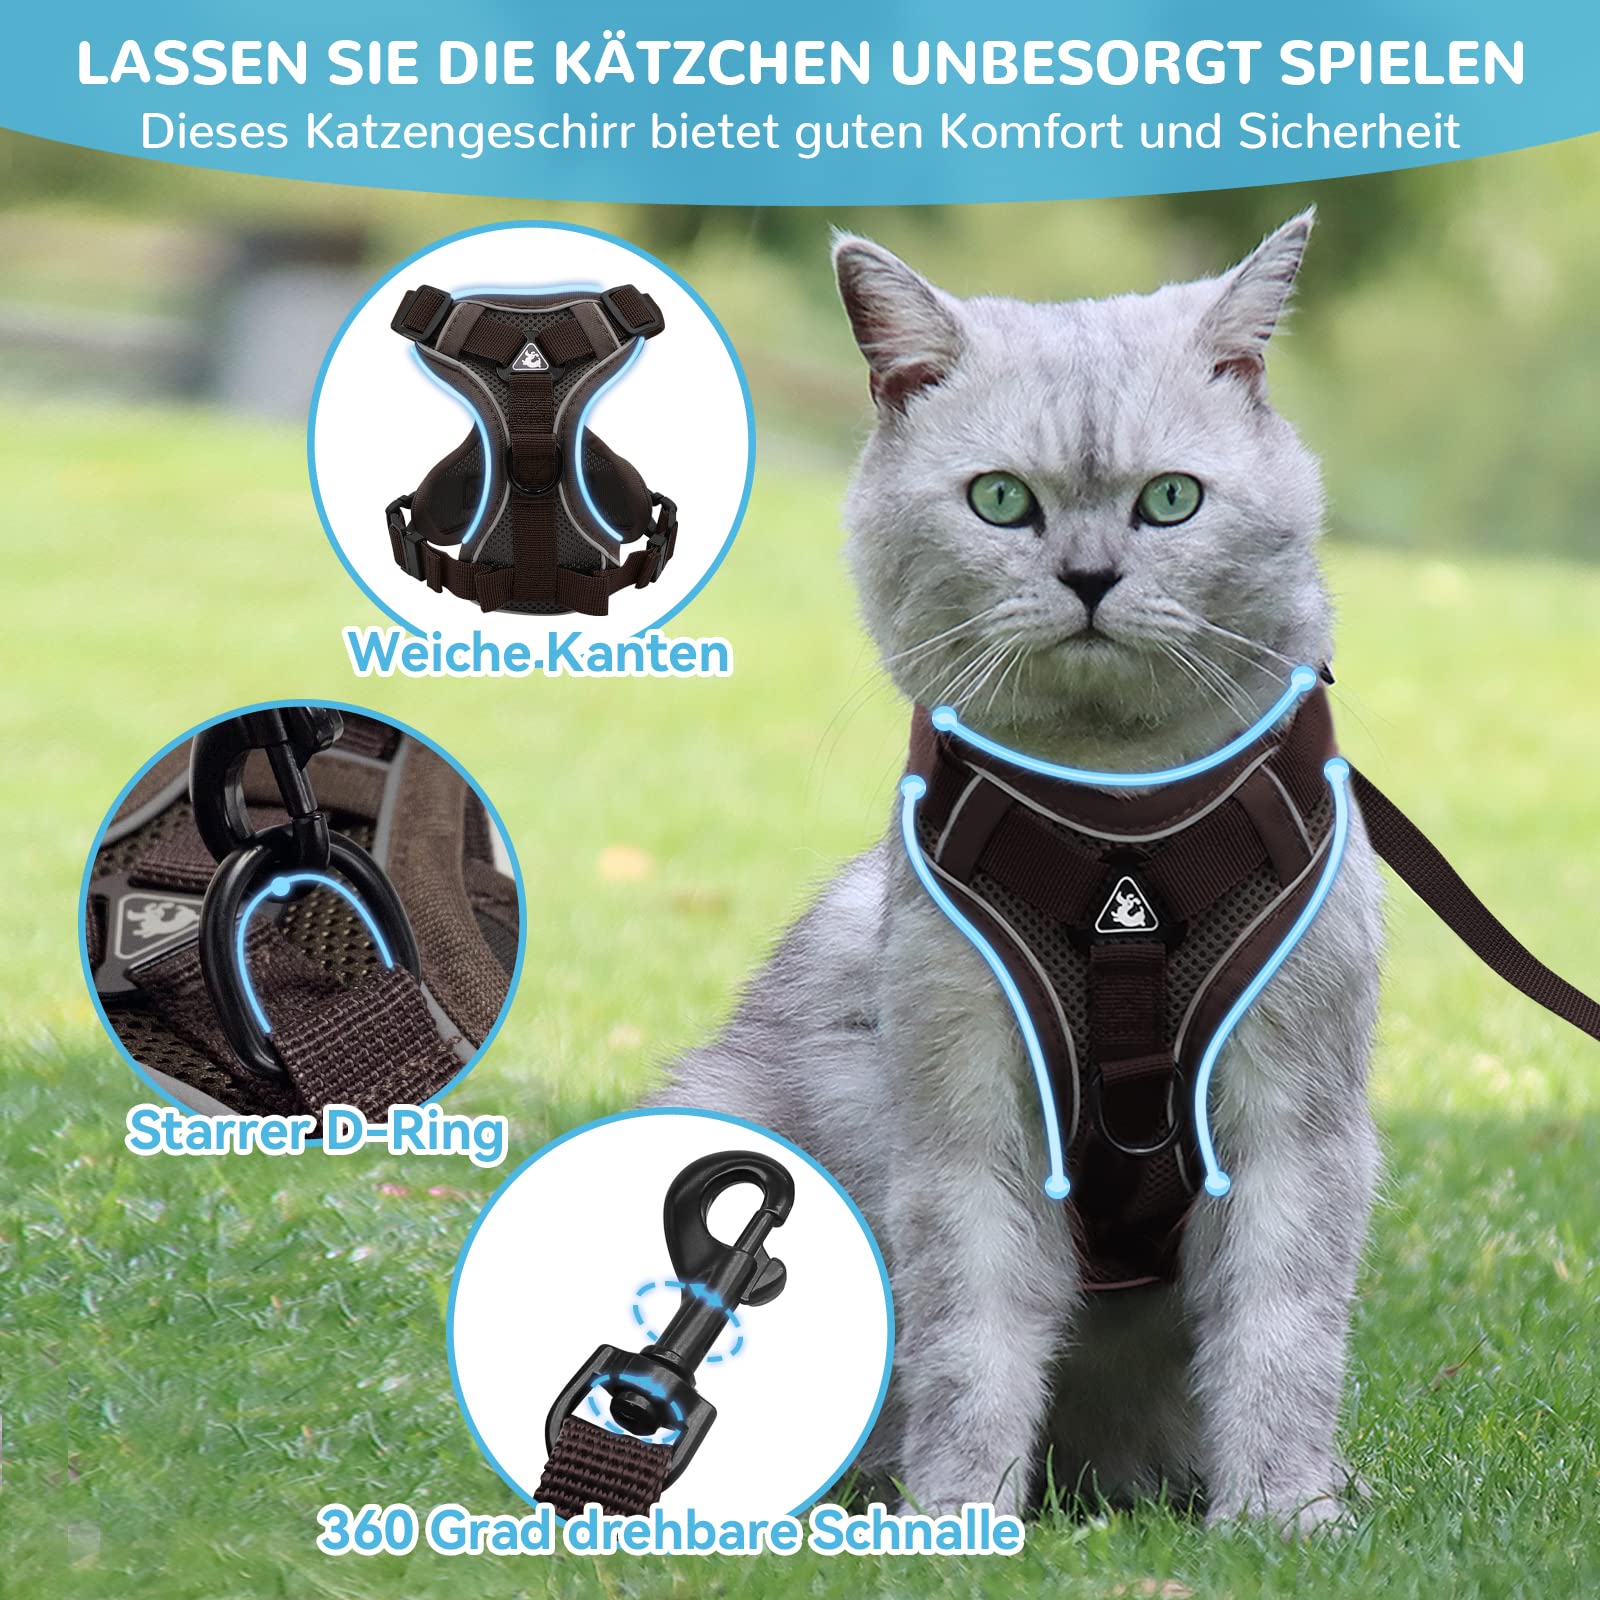 LASSEN SIE DIE KÄTZCHEN UNBESORGT SPIELEN
Dieses Katzengeschirr bietet guten Komfort und Sicherheit
Weiche Kanten
Starrer D-Ring
360 Grad drehbare Schnalle